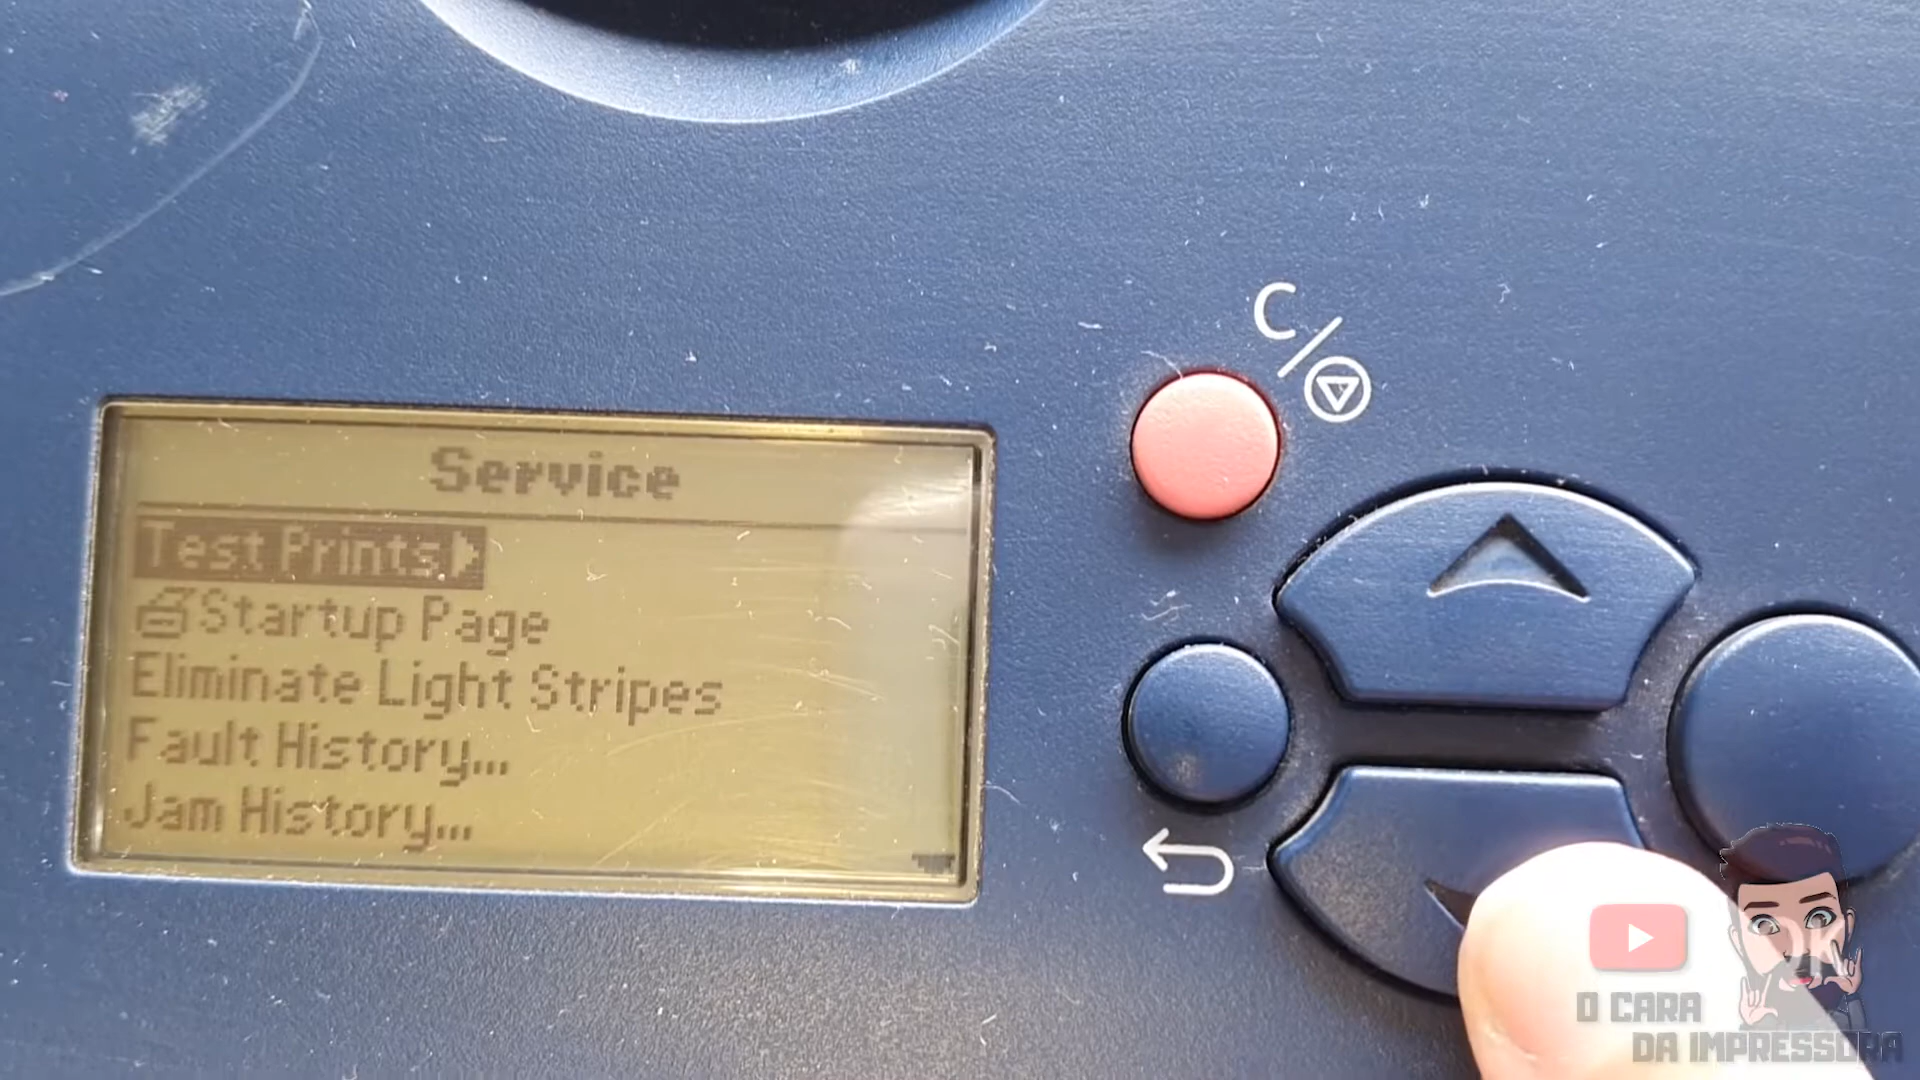 C/
Service
Test Prints
Startup Page
Eliminate Light Stripes
Fault History...
Jam History...
O CARA
DA IMPRESSORA